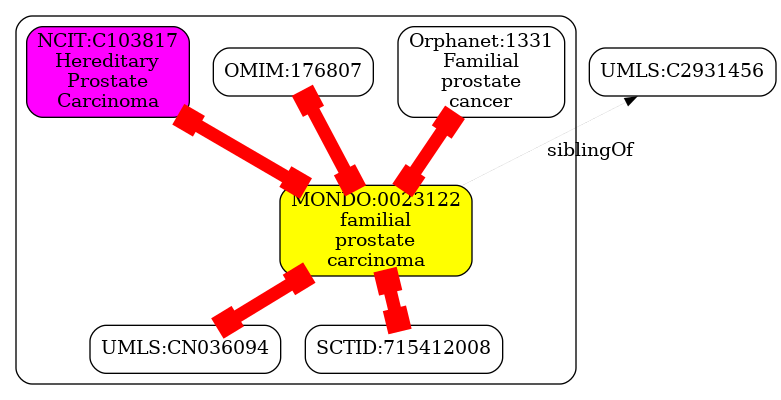 NCIT:C103817
Hereditary
Prostate
Carcinoma
OMIM:176807
Orphanet:1331
Familial
prostate
cancer
UMLS:C2931456
siblingOf
MONDO:0023122
familial
prostate
carcinoma
UMLS:CN036094
SCTID:715412008